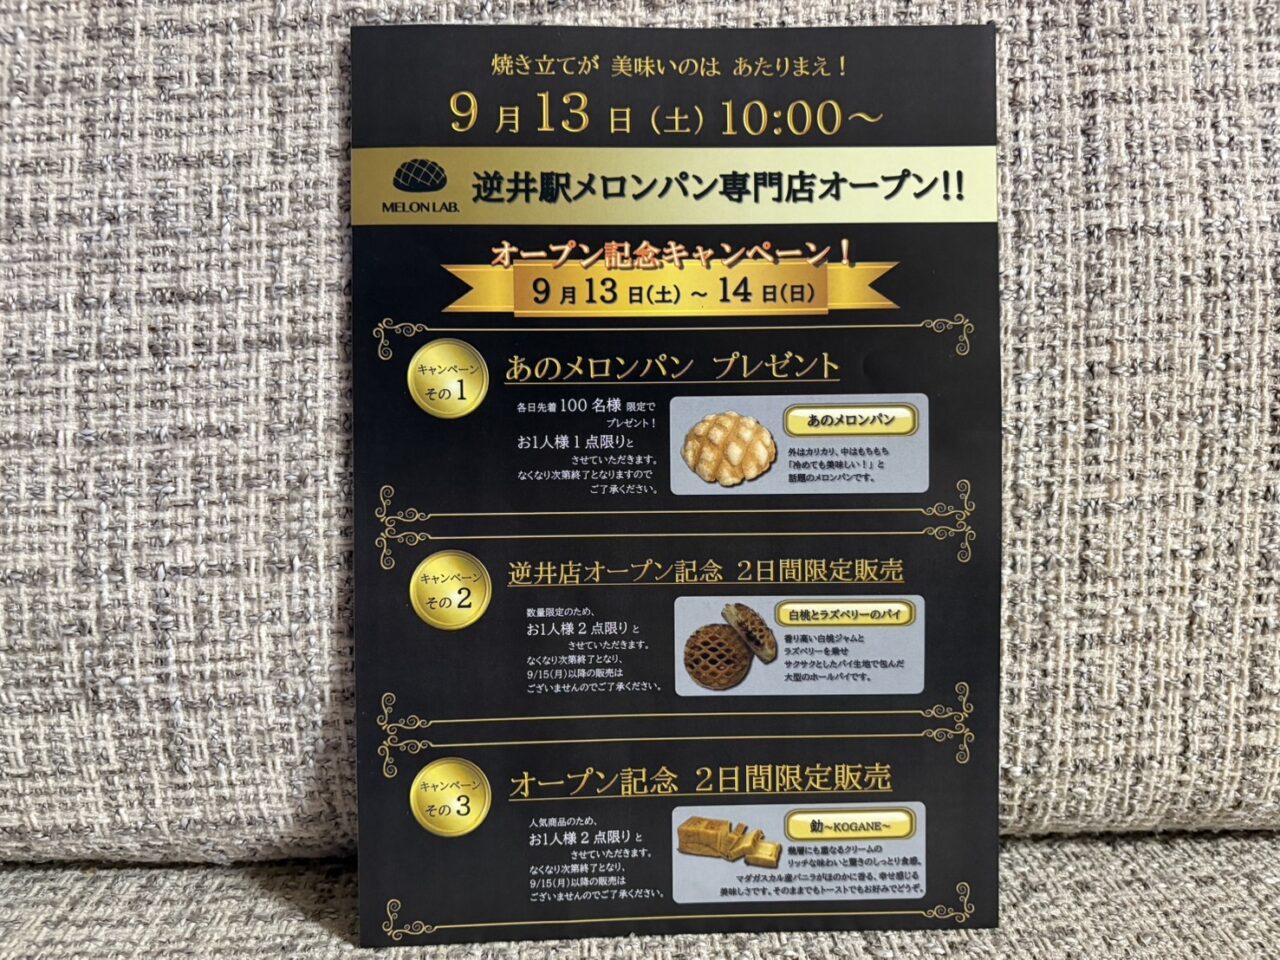 焼き立てが 美味いのは あたりまえ！
9月13日（土）10:00～
MELON LAB.
逆井駅メロンパン専門店オープン!!
オープン記念キャンペーン！
9月13日(土)～14日(日)
キャンペーン
その1
あのメロンパン プレゼント
各日先着100名様 限定で
プレゼント！
お1人様1点限りと
させていただきます。
なくなり次第終了となりますので
ご了承ください。
あのメロンパン
外はカリカリ、中はもちもち
「冷めても美味しい！」と
話題のメロンパンです。
キャンペーン
その2
逆井店オープン記念 2日間限定販売
数量限定のため、
お1人様2点限りと
させていただきます。
なくなり次第終了となり、
9/15(月)以降の販売は
ございませんのでご了承ください。
白桃とラズベリーのパイ
香り高い白桃ジャムと
ラズベリーを乗せ
サクサクとしたパイ生地で包んだ
大型のホールパイです。
キャンペーン
その3
オープン記念 2日間限定販売
人気商品のため、
お1人様2点限りと
させていただきます。
なくなり次第終了となり、
9/15(月)以降の販売は
ございませんのでご了承ください。
～KOGANE～
幾層にも重なるクリームの
リッチな味わいと驚きのしっとり食感。
マダガスカル産バニラがほのかに香る、幸せ感じる
美味しさです。そのままでもトーストでもお好みでどうぞ。